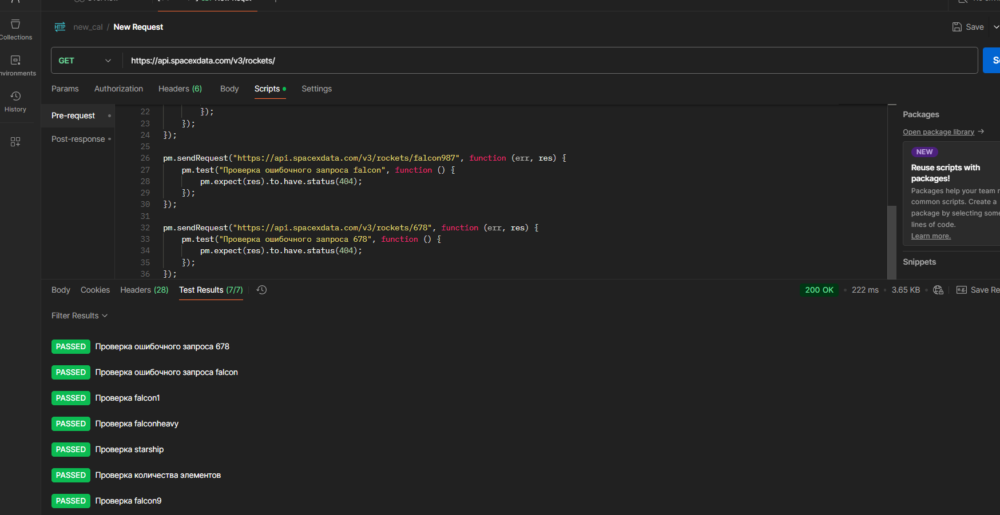 new_cal / New Request
Save
Collections
GET
https://api.spacexdata.com/v3/rockets/
nvironments
Params Authorization Headers (6) Body Scripts Settings
History
Pre-request
Post-response
22 });
23 });
24 });
25
26 pm.sendRequest("https://api.spacexdata.com/v3/rockets/falcon987", function (err, res) {
27 pm.test("Проверка ошибочного запроса falcon", function () {
28 pm.expect(res).to.have.status(404);
29 });
30 });
31
32 pm.sendRequest("https://api.spacexdata.com/v3/rockets/678", function (err, res) {
33 pm.test("Проверка ошибочного запроса 678", function () {
34 pm.expect(res).to.have.status(404);
35 });
36 });
Packages
Open package library →
NEW
Reuse scripts with
packages!
Packages help your team r
common scripts. Create a
package by selecting some
lines of code.
Learn more.
Snippets
Body Cookies Headers (28) Test Results (7/7)
200 OK • 222 ms • 3.65 KB • Save Re
Filter Results
PASSED Проверка ошибочного запроса 678
PASSED Проверка ошибочного запроса falcon
PASSED Проверка falcon1
PASSED Проверка falconheavy
PASSED Проверка starship
PASSED Проверка количества элементов
PASSED Проверка falcon9